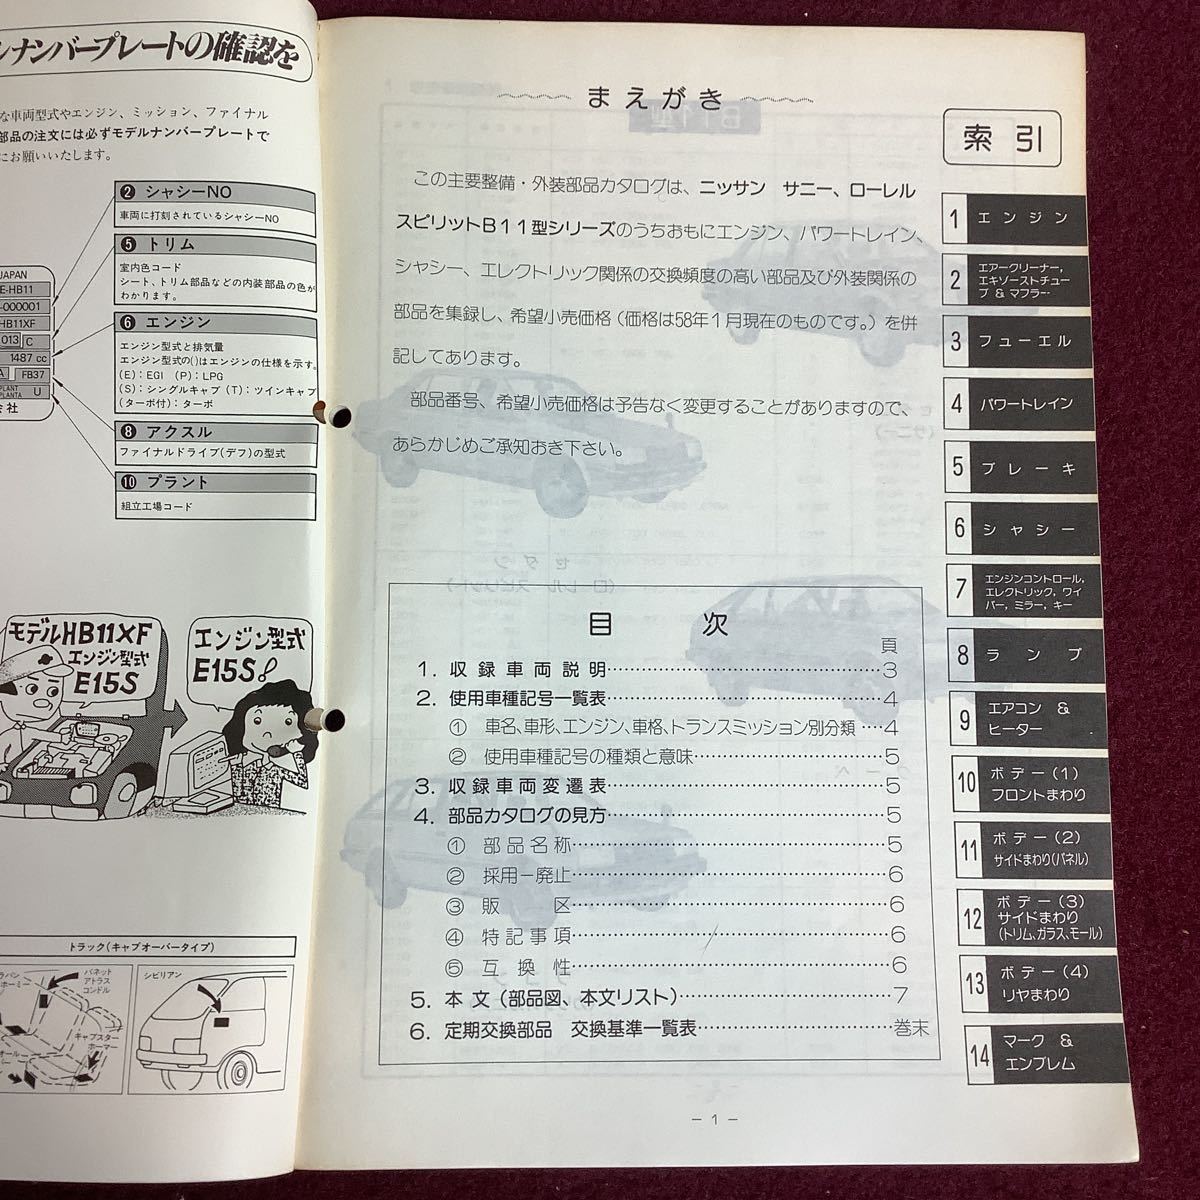 ナンバープレートの確認を
な車両型式やエンジン、ミッション、ファイナル
部品の注文には必ずモデルナンバープレートで
にお願いいたします。
❷ シャシーNO
車両に打刻されているシャシーNO
❺ トリム
室内色コード
シート、トリム部品などの内装部品の色が
わかります。
❻ エンジン
エンジン型式と排気量
エンジン型式の()はエンジンの仕様を示す。
(E):EGI (P):LPG
(S):シングルキャブ (T):ツインキャブ
(ターボ付):ターボ
❽ アクスル
ファイナルドライブ(デフ)の型式
❿ プラント
組立工場コード
JAPAN
E-HB11
-000001
HB11XF
013 C
1487 cc
A FB37
PLANT
PLANTA U
会社
モデルHB11XF
エンジン型式
E15S
エンジン型式
E15S!
トラック(キャブオーバータイプ)
バネット
アトラス
コンドル
キャブスター
ホーマー
シビリアン
まえがき
この主要整備・外装部品カタログは、ニッサン サニー、ローレル
スピリットB11型シリーズのうちおもにエンジン、パワートレイン、
シャシー、エレクトリック関係の交換頻度の高い部品及び外装関係の
部品を集録し、希望小売価格(価格は58年1月現在のものです。)を併
記してあります。
部品番号、希望小売価格は予告なく変更することがありますので、
あらかじめご承知おき下さい。
目 次
頁
1. 収録車両説明……3
2. 使用車種記号一覧表……4
① 車名、車形、エンジン、車格、トランスミッション別分類…4
② 使用車種記号の種類と意味……5
3. 収録車両変遷表……5
4. 部品カタログの見方……5
① 部品名称……5
② 採用－廃止……6
③ 販 区……6
④ 特記事項……6
⑤ 互換性……6
5. 本文(部品図、本文リスト)……7
6. 定期交換部品 交換基準一覧表……巻末
－1－
索引
1 エンジン
2 エアークリーナー,
エキゾーストチュー
ブ & マフラー
3 フューエル
4 パワートレイン
5 ブレーキ
6 シャシー
7 エンジンコントロール,
エレクトリック, ワイ
パー, ミラー, キー
8 ランプ
9 エアコン &
ヒーター
10 ボデー(1)
フロントまわり
11 ボデー(2)
サイドまわり(パネル)
12 ボデー(3)
サイドまわり
(トリム,ガラス,モール)
13 ボデー(4)
リヤまわり
14 マーク &
エンブレム